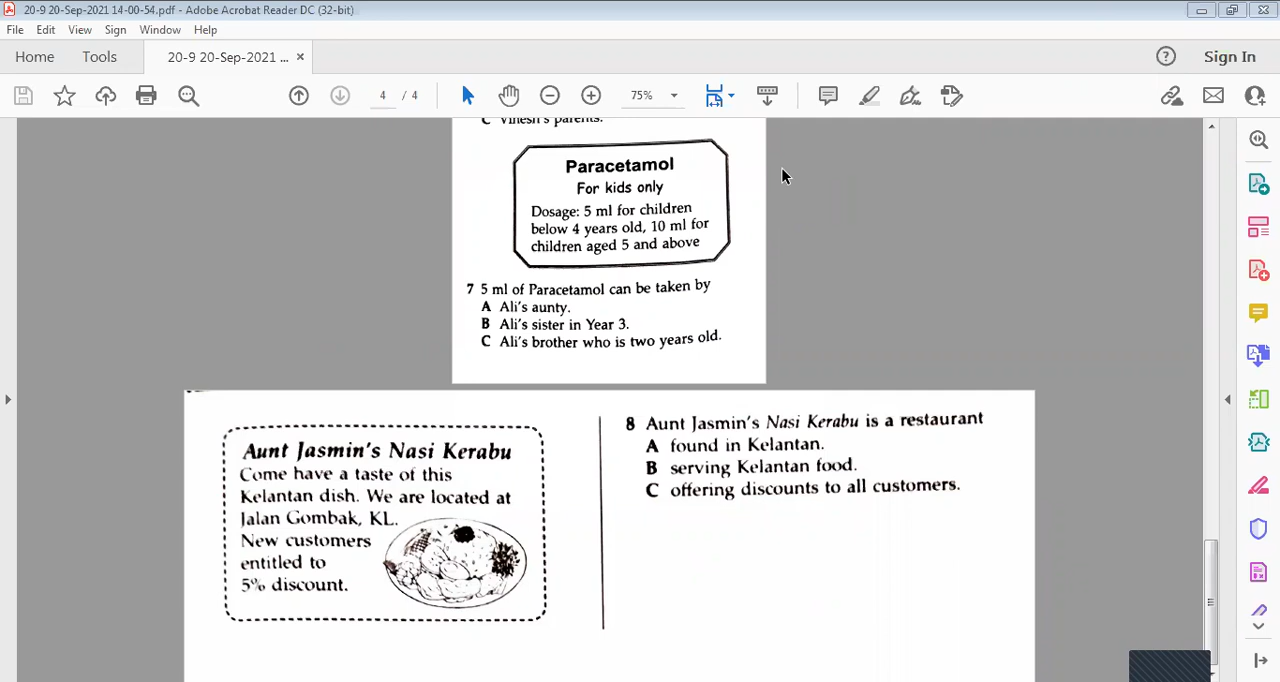 20-9 20-Sep-2021 14-00-54.pdf - Adobe Acrobat Reader DC (32-bit)
File Edit View Sign Window Help
Home Tools 20-9 20-Sep-2021 ... × Sign In
4 / 4 75%
C Vinesh's parents.
Paracetamol
For kids only
Dosage: 5 ml for children
below 4 years old, 10 ml for
children aged 5 and above
7 5 ml of Paracetamol can be taken by
A Ali's aunty.
B Ali's sister in Year 3.
C Ali's brother who is two years old.
Aunt Jasmin's Nasi Kerabu
Come have a taste of this
Kelantan dish. We are located at
Jalan Gombak, KL.
New customers
entitled to
5% discount.
8 Aunt Jasmin's Nasi Kerabu is a restaurant
A found in Kelantan.
B serving Kelantan food.
C offering discounts to all customers.